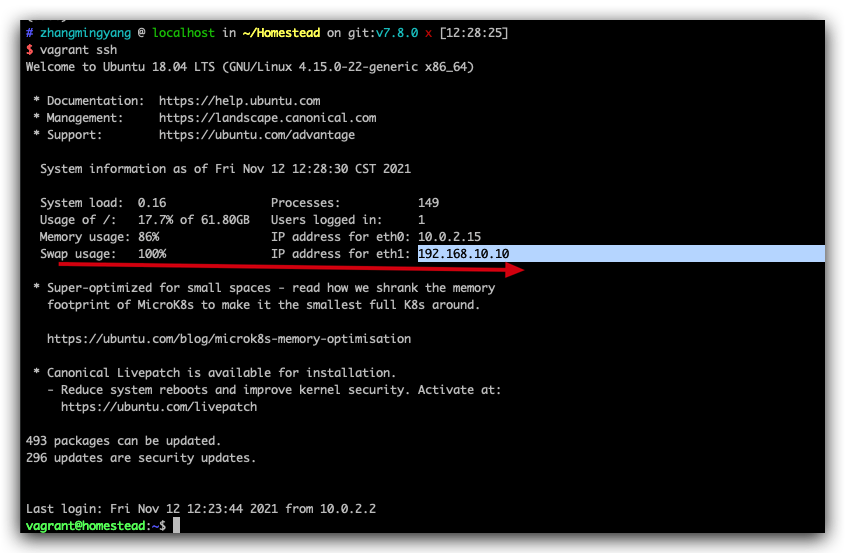 # zhangmingyang @ localhost in ~/Homestead on git:v7.8.0 x [12:28:25]
$ vagrant ssh
Welcome to Ubuntu 18.04 LTS (GNU/Linux 4.15.0-22-generic x86_64)
* Documentation:  https://help.ubuntu.com
* Management:     https://landscape.canonical.com
* Support:        https://ubuntu.com/advantage
System information as of Fri Nov 12 12:28:30 CST 2021
System load:  0.16               Processes:           149
Usage of /:   17.7% of 61.80GB   Users logged in:     1
Memory usage: 86%                IP address for eth0: 10.0.2.15
Swap usage:   100%               IP address for eth1: 192.168.10.10
* Super-optimized for small spaces - read how we shrank the memory
footprint of MicroK8s to make it the smallest full K8s around.
https://ubuntu.com/blog/microk8s-memory-optimisation
* Canonical Livepatch is available for installation.
- Reduce system reboots and improve kernel security. Activate at:
https://ubuntu.com/livepatch
493 packages can be updated.
296 updates are security updates.
Last login: Fri Nov 12 12:23:44 2021 from 10.0.2.2
vagrant@homestead:~$